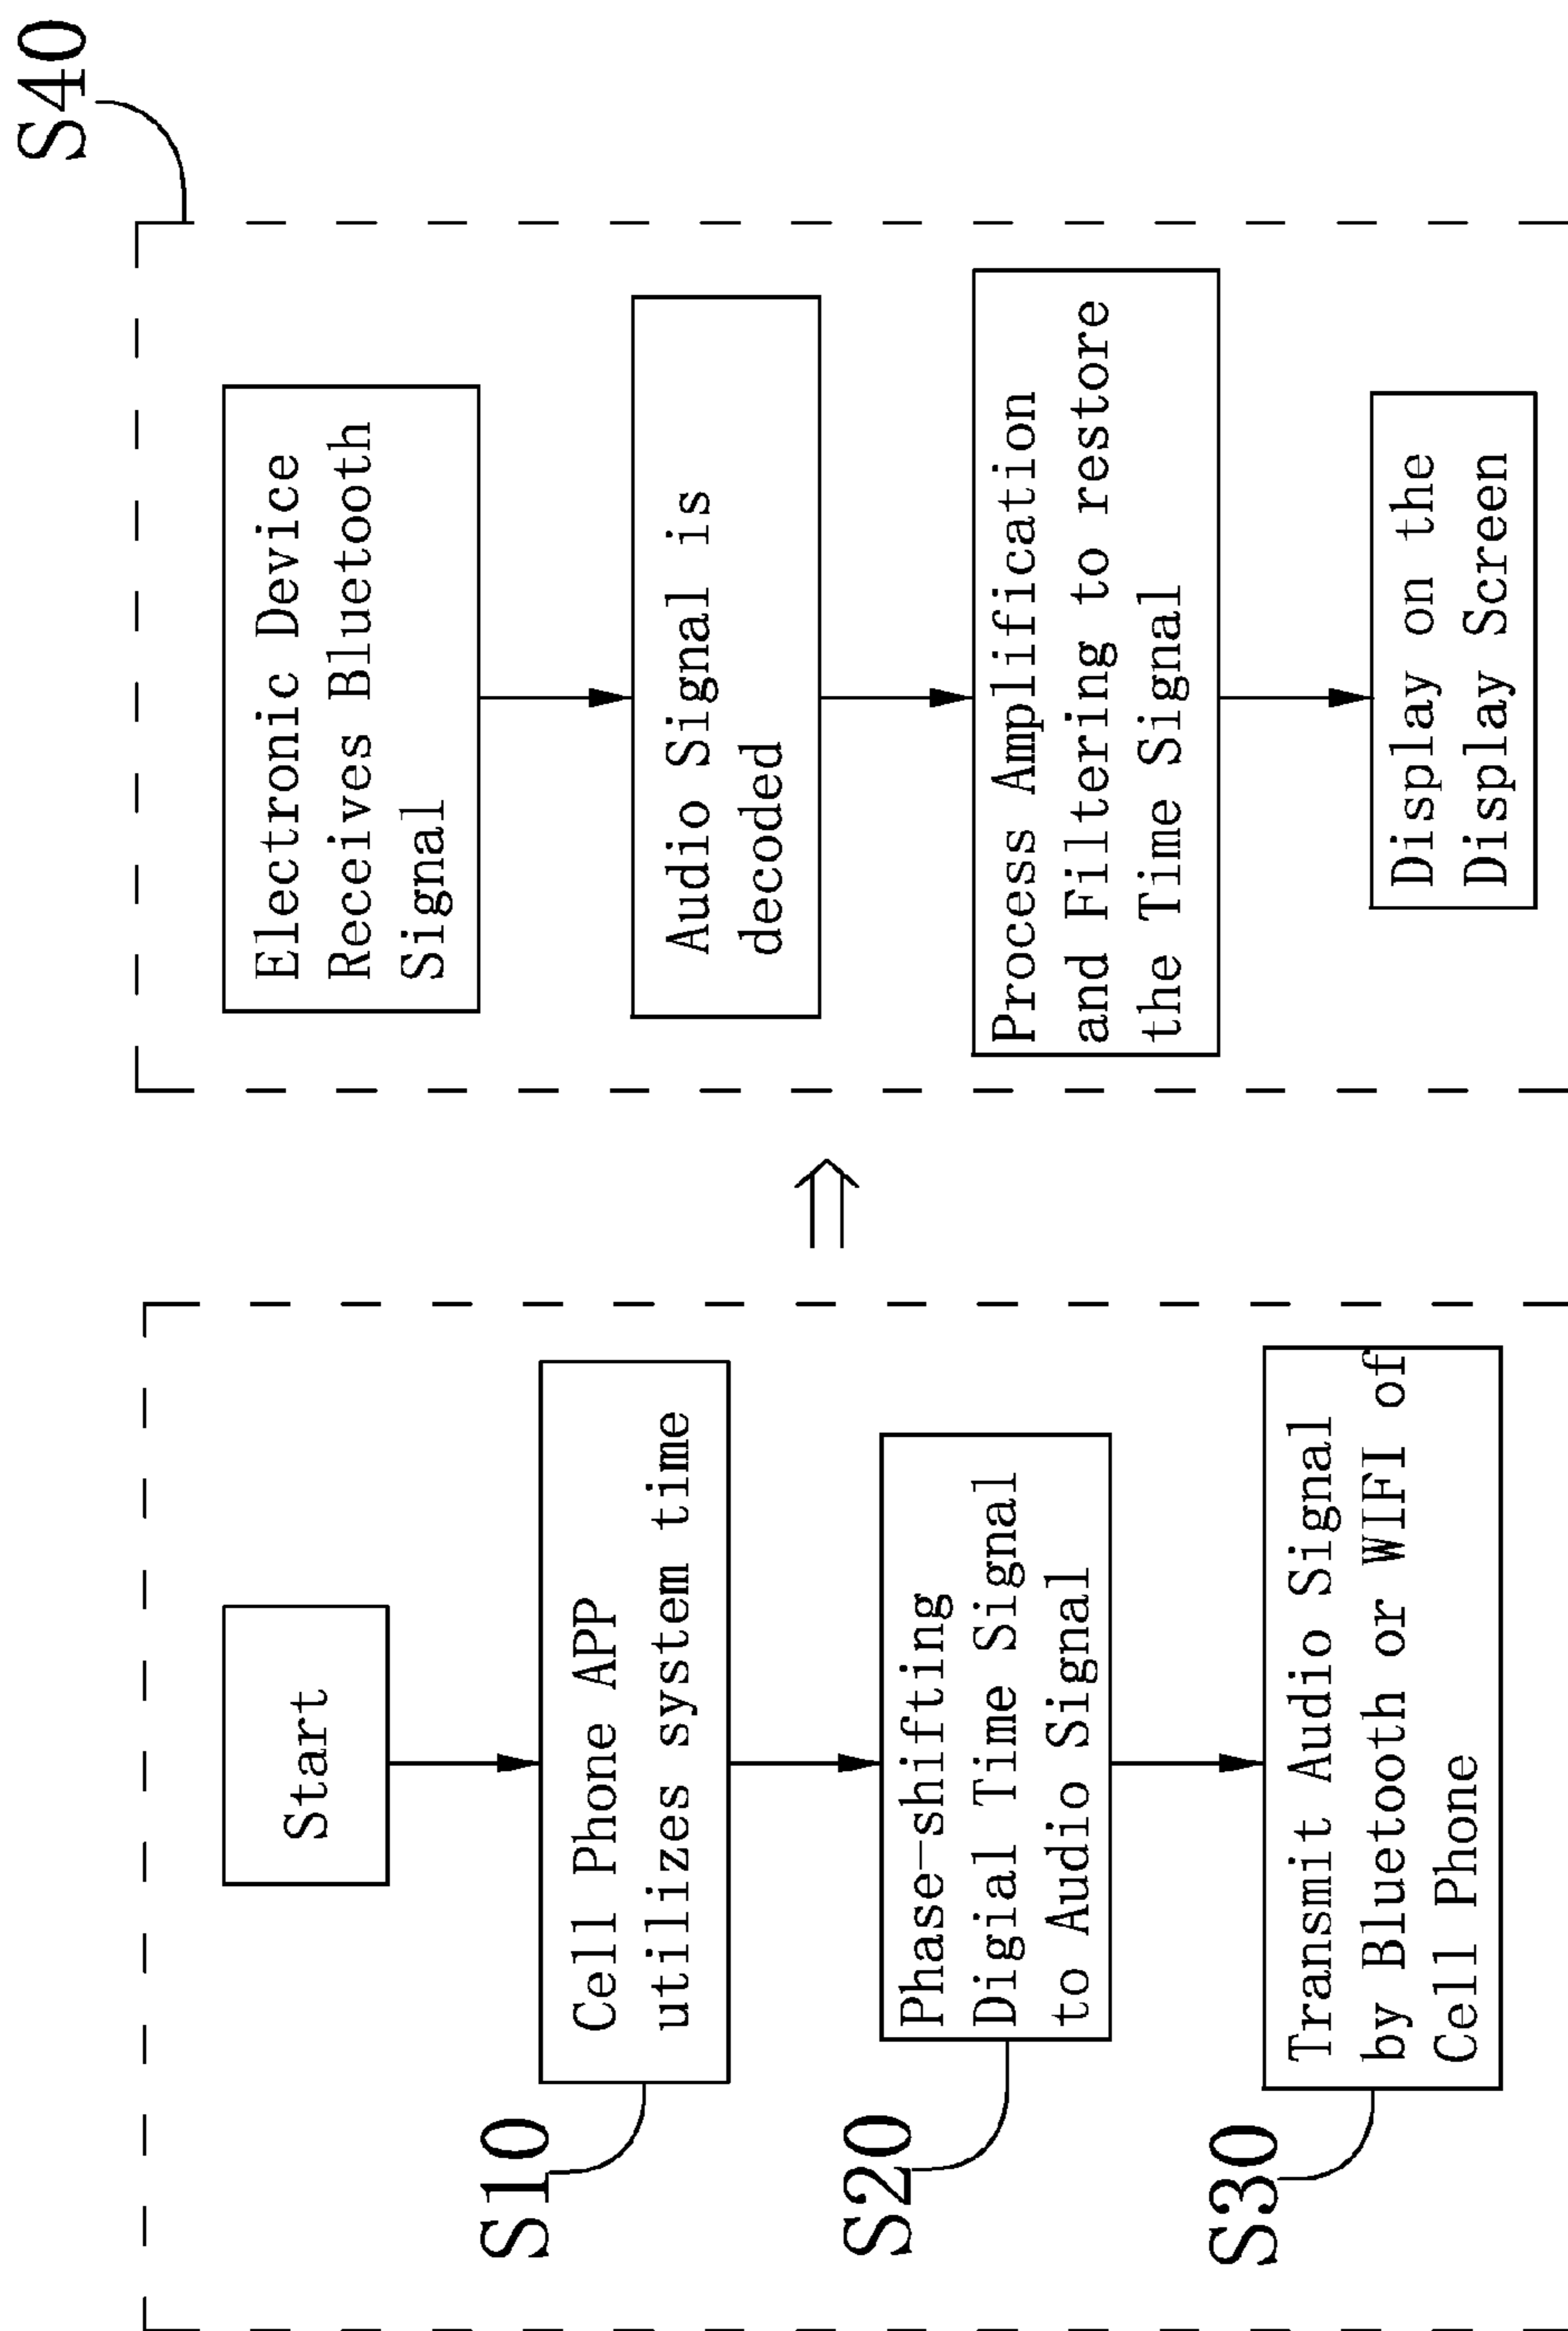 Start
S10
Cell Phone APP
utilizes system time
S20
Phase-shifting
Digial Time Signal
to Audio Signal
S30
Transmit Audio Signal
by Bluetooth or WIFI of
Cell Phone
S40
Electronic Device
Receives Bluetooth
Signal
Audio Signal is
decoded
Process Amplification
and Filtering to restore
the Time Signal
Display on the
Display Screen